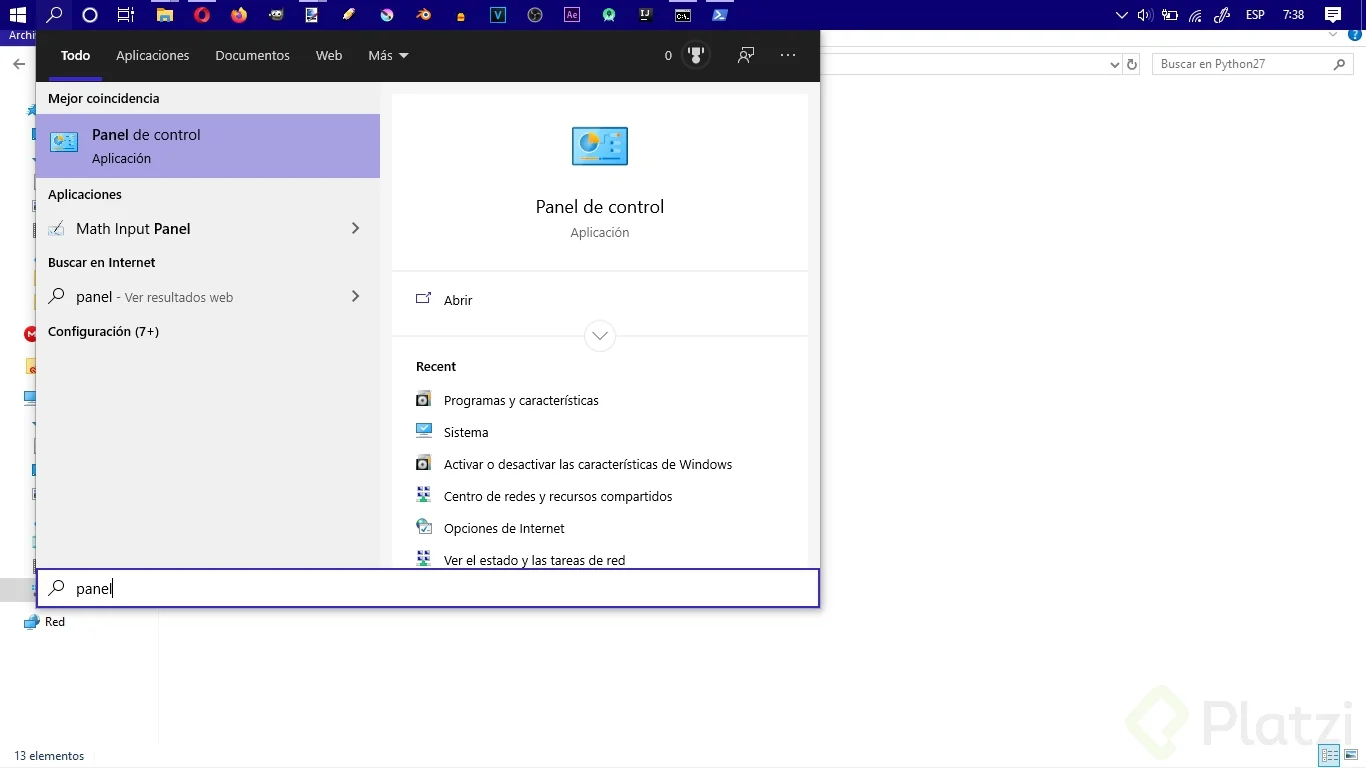 ESP
7:38
Archi
Todo
Aplicaciones
Documentos
Web
Más
0
Buscar en Python27
Mejor coincidencia
Panel de control
Aplicación
Aplicaciones
Math Input Panel
Buscar en Internet
panel - Ver resultados web
Configuración (7+)
Panel de control
Aplicación
Abrir
Recent
Programas y características
Sistema
Activar o desactivar las características de Windows
Centro de redes y recursos compartidos
Opciones de Internet
Ver el estado y las tareas de red
panel
Red
13 elementos
Platzi